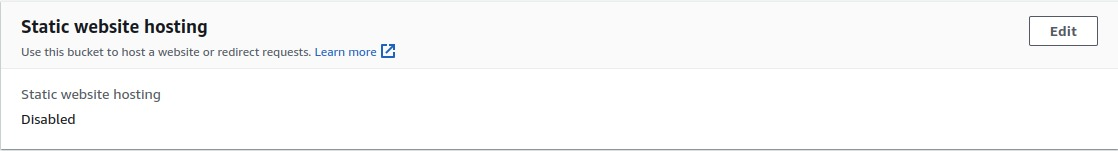 Static website hosting
Edit
Use this bucket to host a website or redirect requests. Learn more
Static website hosting
Disabled